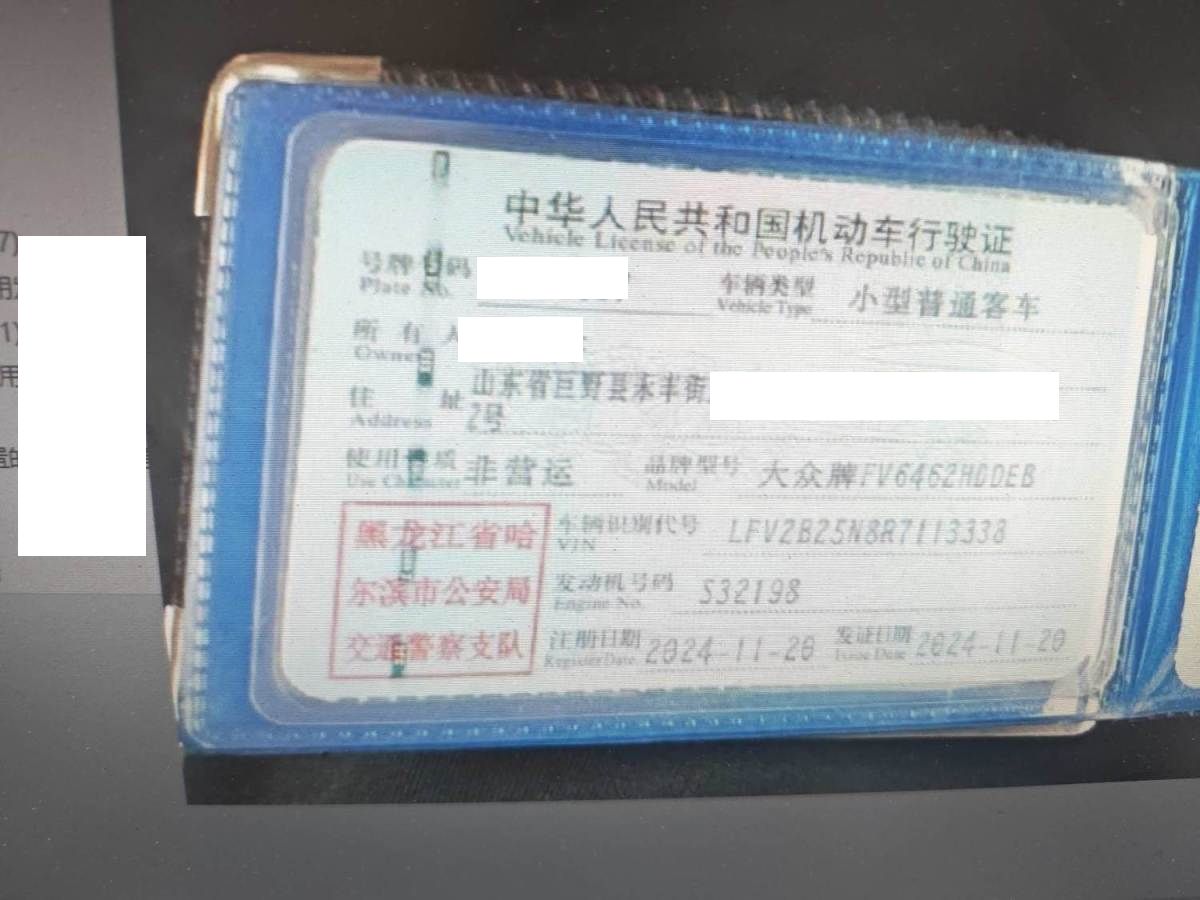 中华人民共和国机动车行驶证
Vehicle License of the People's Republic of China
号牌号码 车辆类型 小型普通客车
Plate No. Vehicle Type
所有人
Owner
住址 山东省巨野县永丰街
Address 2号
使用性质 非营运 品牌型号 大众牌FV6462HDDEB
Use Character Model
黑龙江省哈
尔滨市公安局
交通警察支队
车辆识别代号 LFV2B25N8R7113338
VIN
发动机号码 S32198
Engine No.
注册日期 2024-11-20 发证日期 2024-11-20
Register Date Issue Date